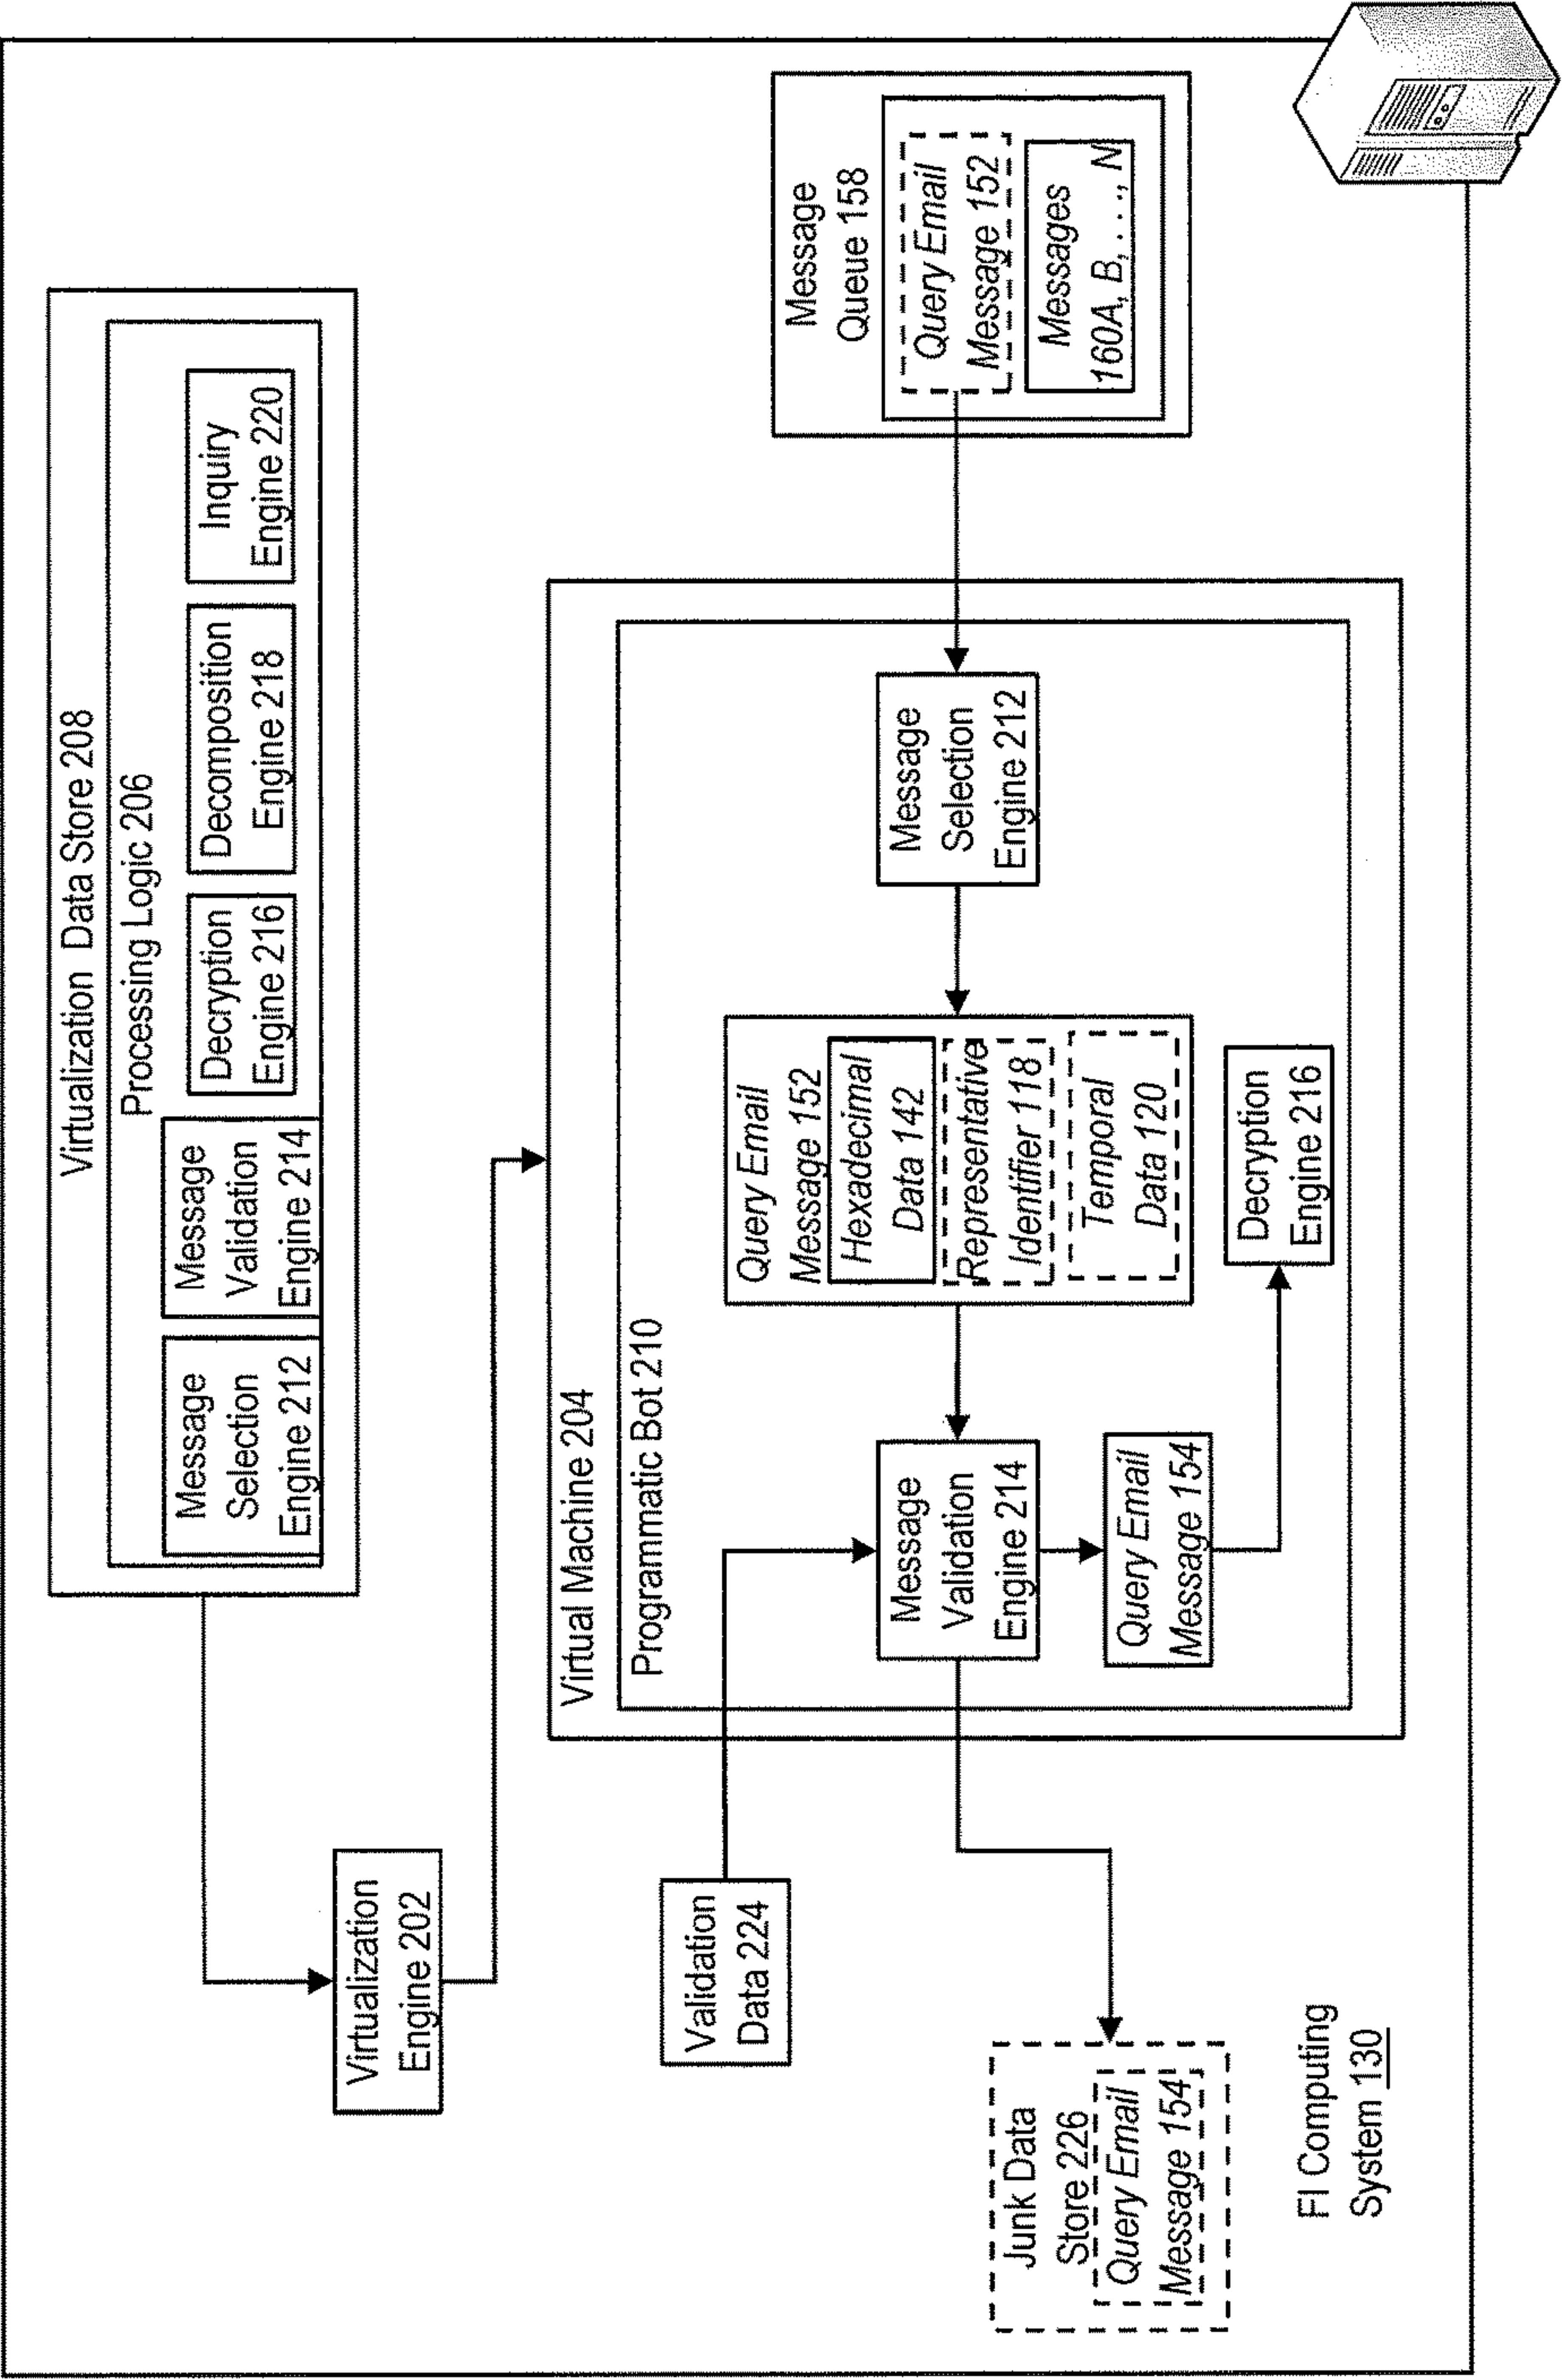 Virtualization Data Store 208
Processing Logic 206
Message
Selection
Engine 212
Message
Validation
Engine 214
Decryption
Engine 216
Decomposition
Engine 218
Inquiry
Engine 220
Virtualization
Engine 202
Virtual Machine 204
Programmatic Bot 210
Validation
Data 224
Message
Validation
Engine 214
Query Email
Message 152
Hexadecimal
Data 142
Representative
Identifier 118
Temporal
Data 120
Message
Selection
Engine 212
Message
Queue 158
Query Email
Message 152
Messages
160A, B, . . ., N
Query Email
Message 154
Decryption
Engine 216
Junk Data
Store 226
Query Email
Message 154
FI Computing
System 130